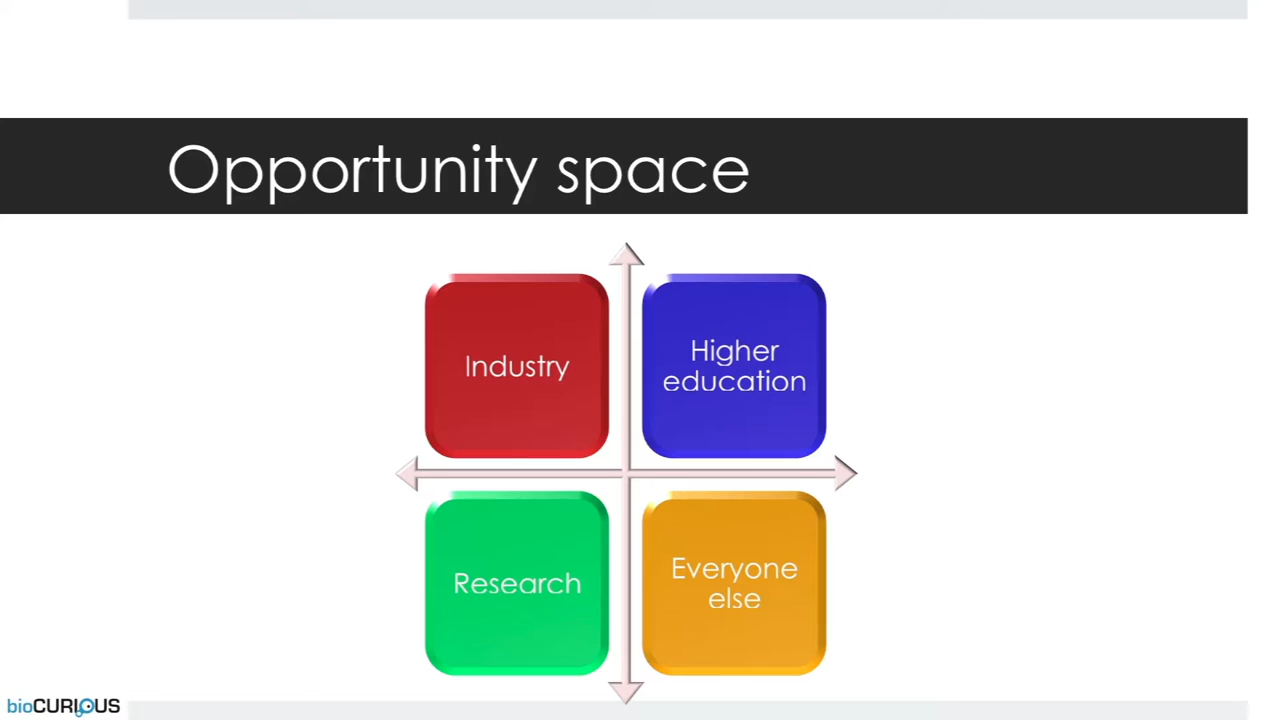 Opportunity space
Industry
Higher
education
Research
Everyone
else
bioCURIOUS